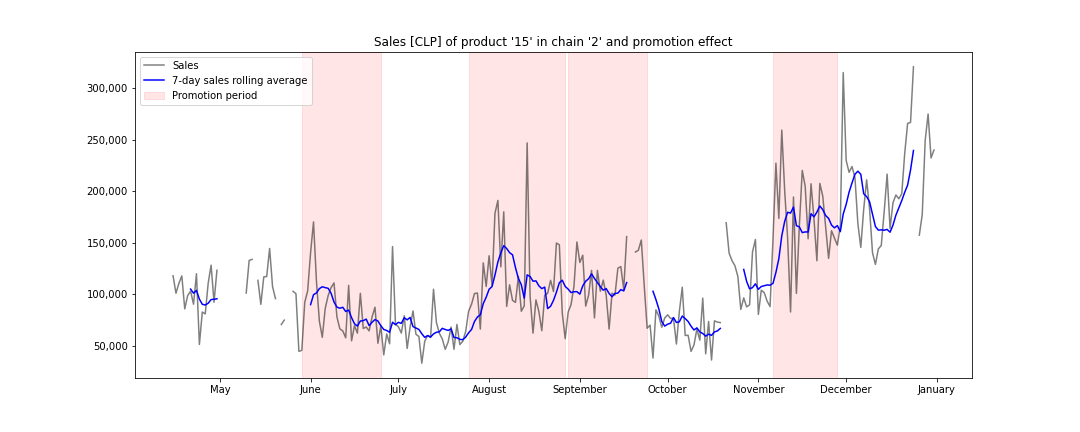 Sales [CLP] of product '15' in chain '2' and promotion effect
Sales
7-day sales rolling average
Promotion period
300,000
250,000
200,000
150,000
100,000
50,000
May June July August September October November December January